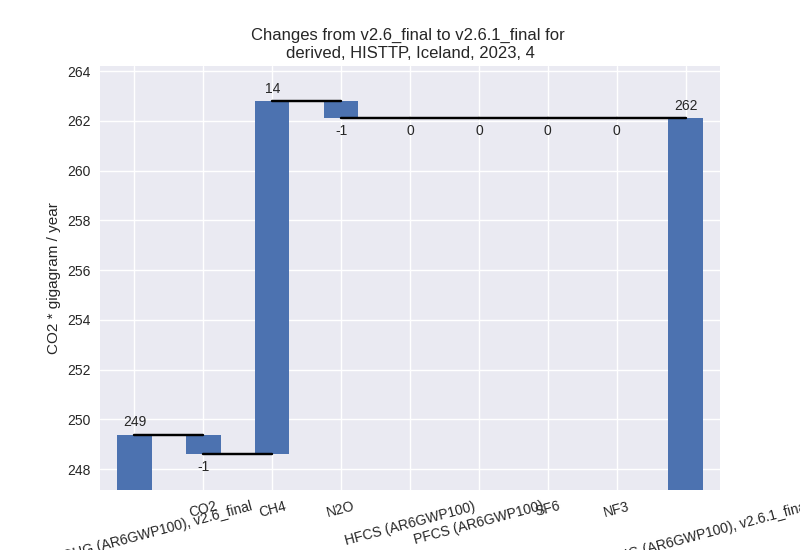 Changes from v2.6_final to v2.6.1_final for
derived, HISTTP, Iceland, 2023, 4
CO2 * gigagram / year
264
262
260
258
256
254
252
250
248
249
-1
14
-1
0
0
0
0
262
(AR6GWP100), v2.6_final
CO2
CH4
N2O
HFCS (AR6GWP100)
PFCS (AR6GWP100)
SF6
NF3
(AR6GWP100), v2.6.1